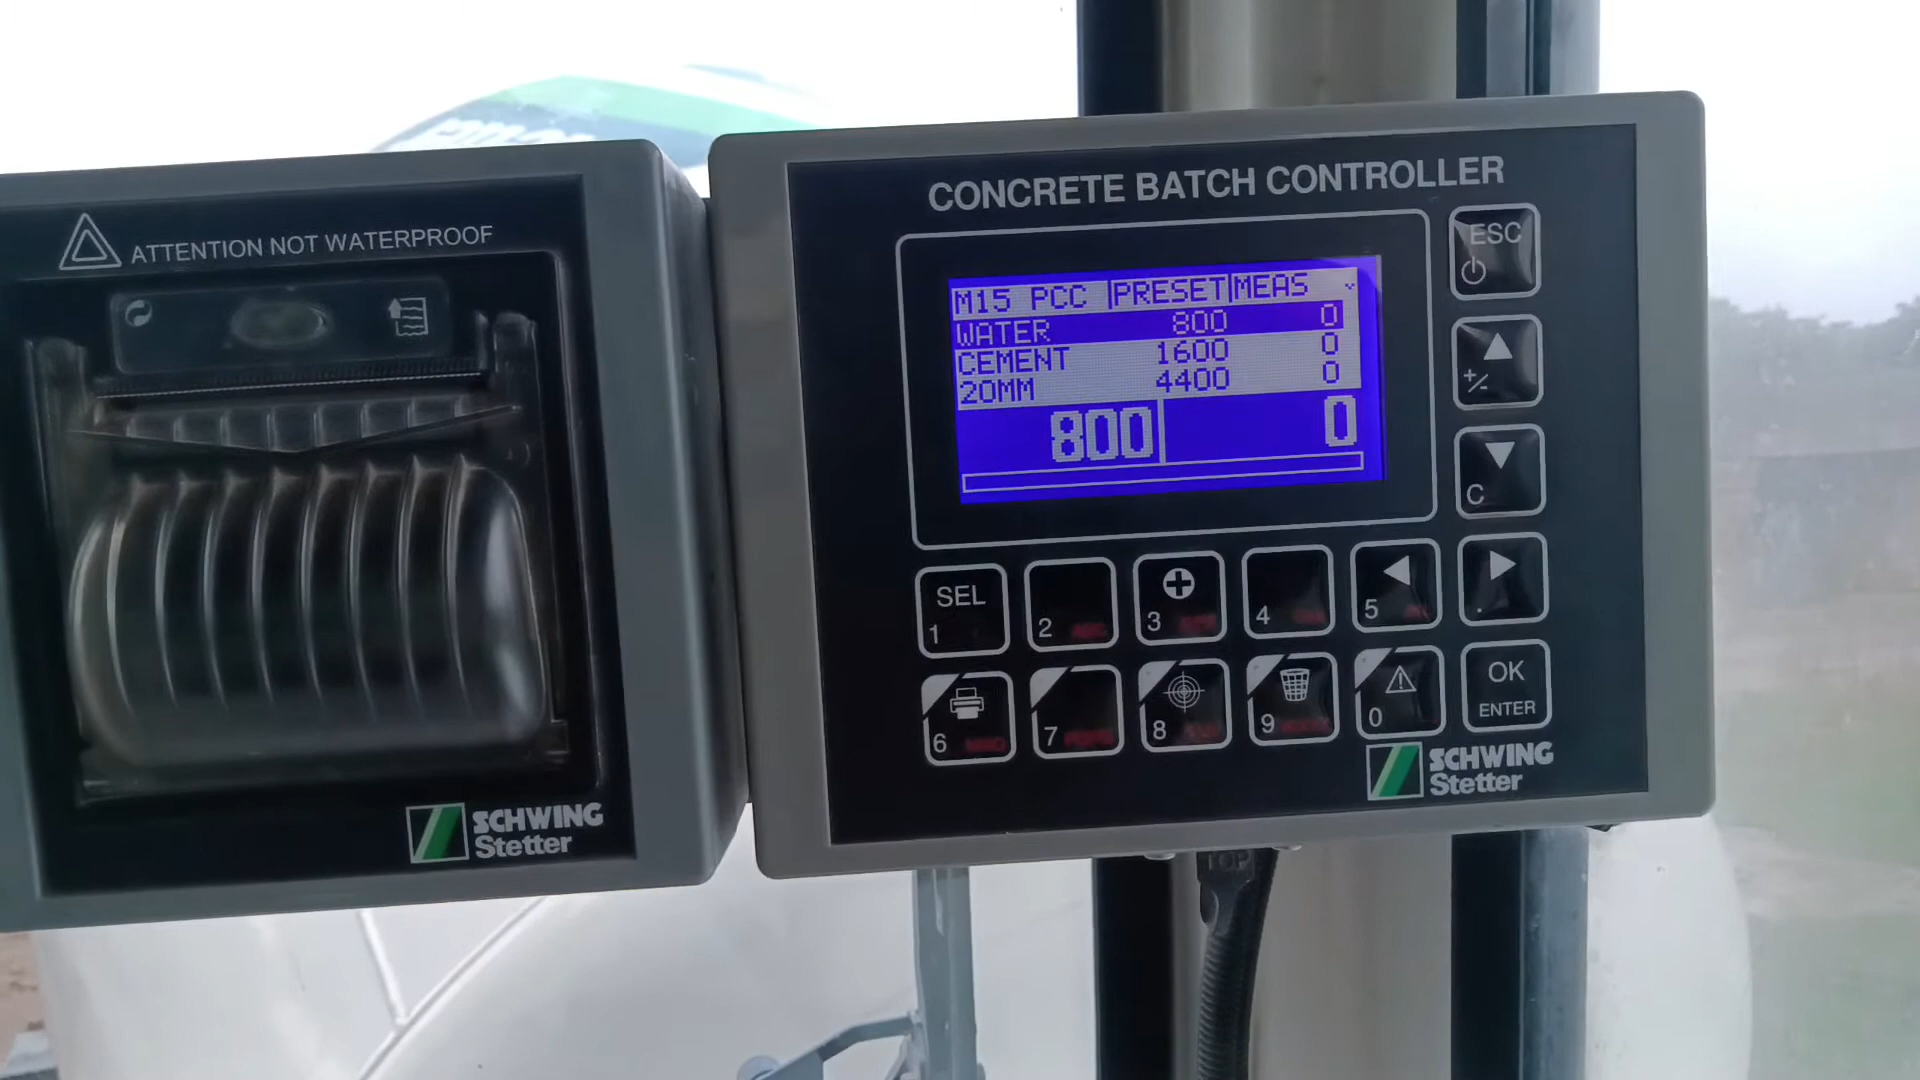 ATTENTION NOT WATERPROOF
SCHWING
Stetter
CONCRETE BATCH CONTROLLER
M15 PCC PRESET MEAS
WATER 800 0
CEMENT 1600 0
20MM 4400 0
800 0
ESC
+/-
C
SEL
1
2
3
4
5
.
6
7
8
9
0
OK
ENTER
SCHWING
Stetter
TOP